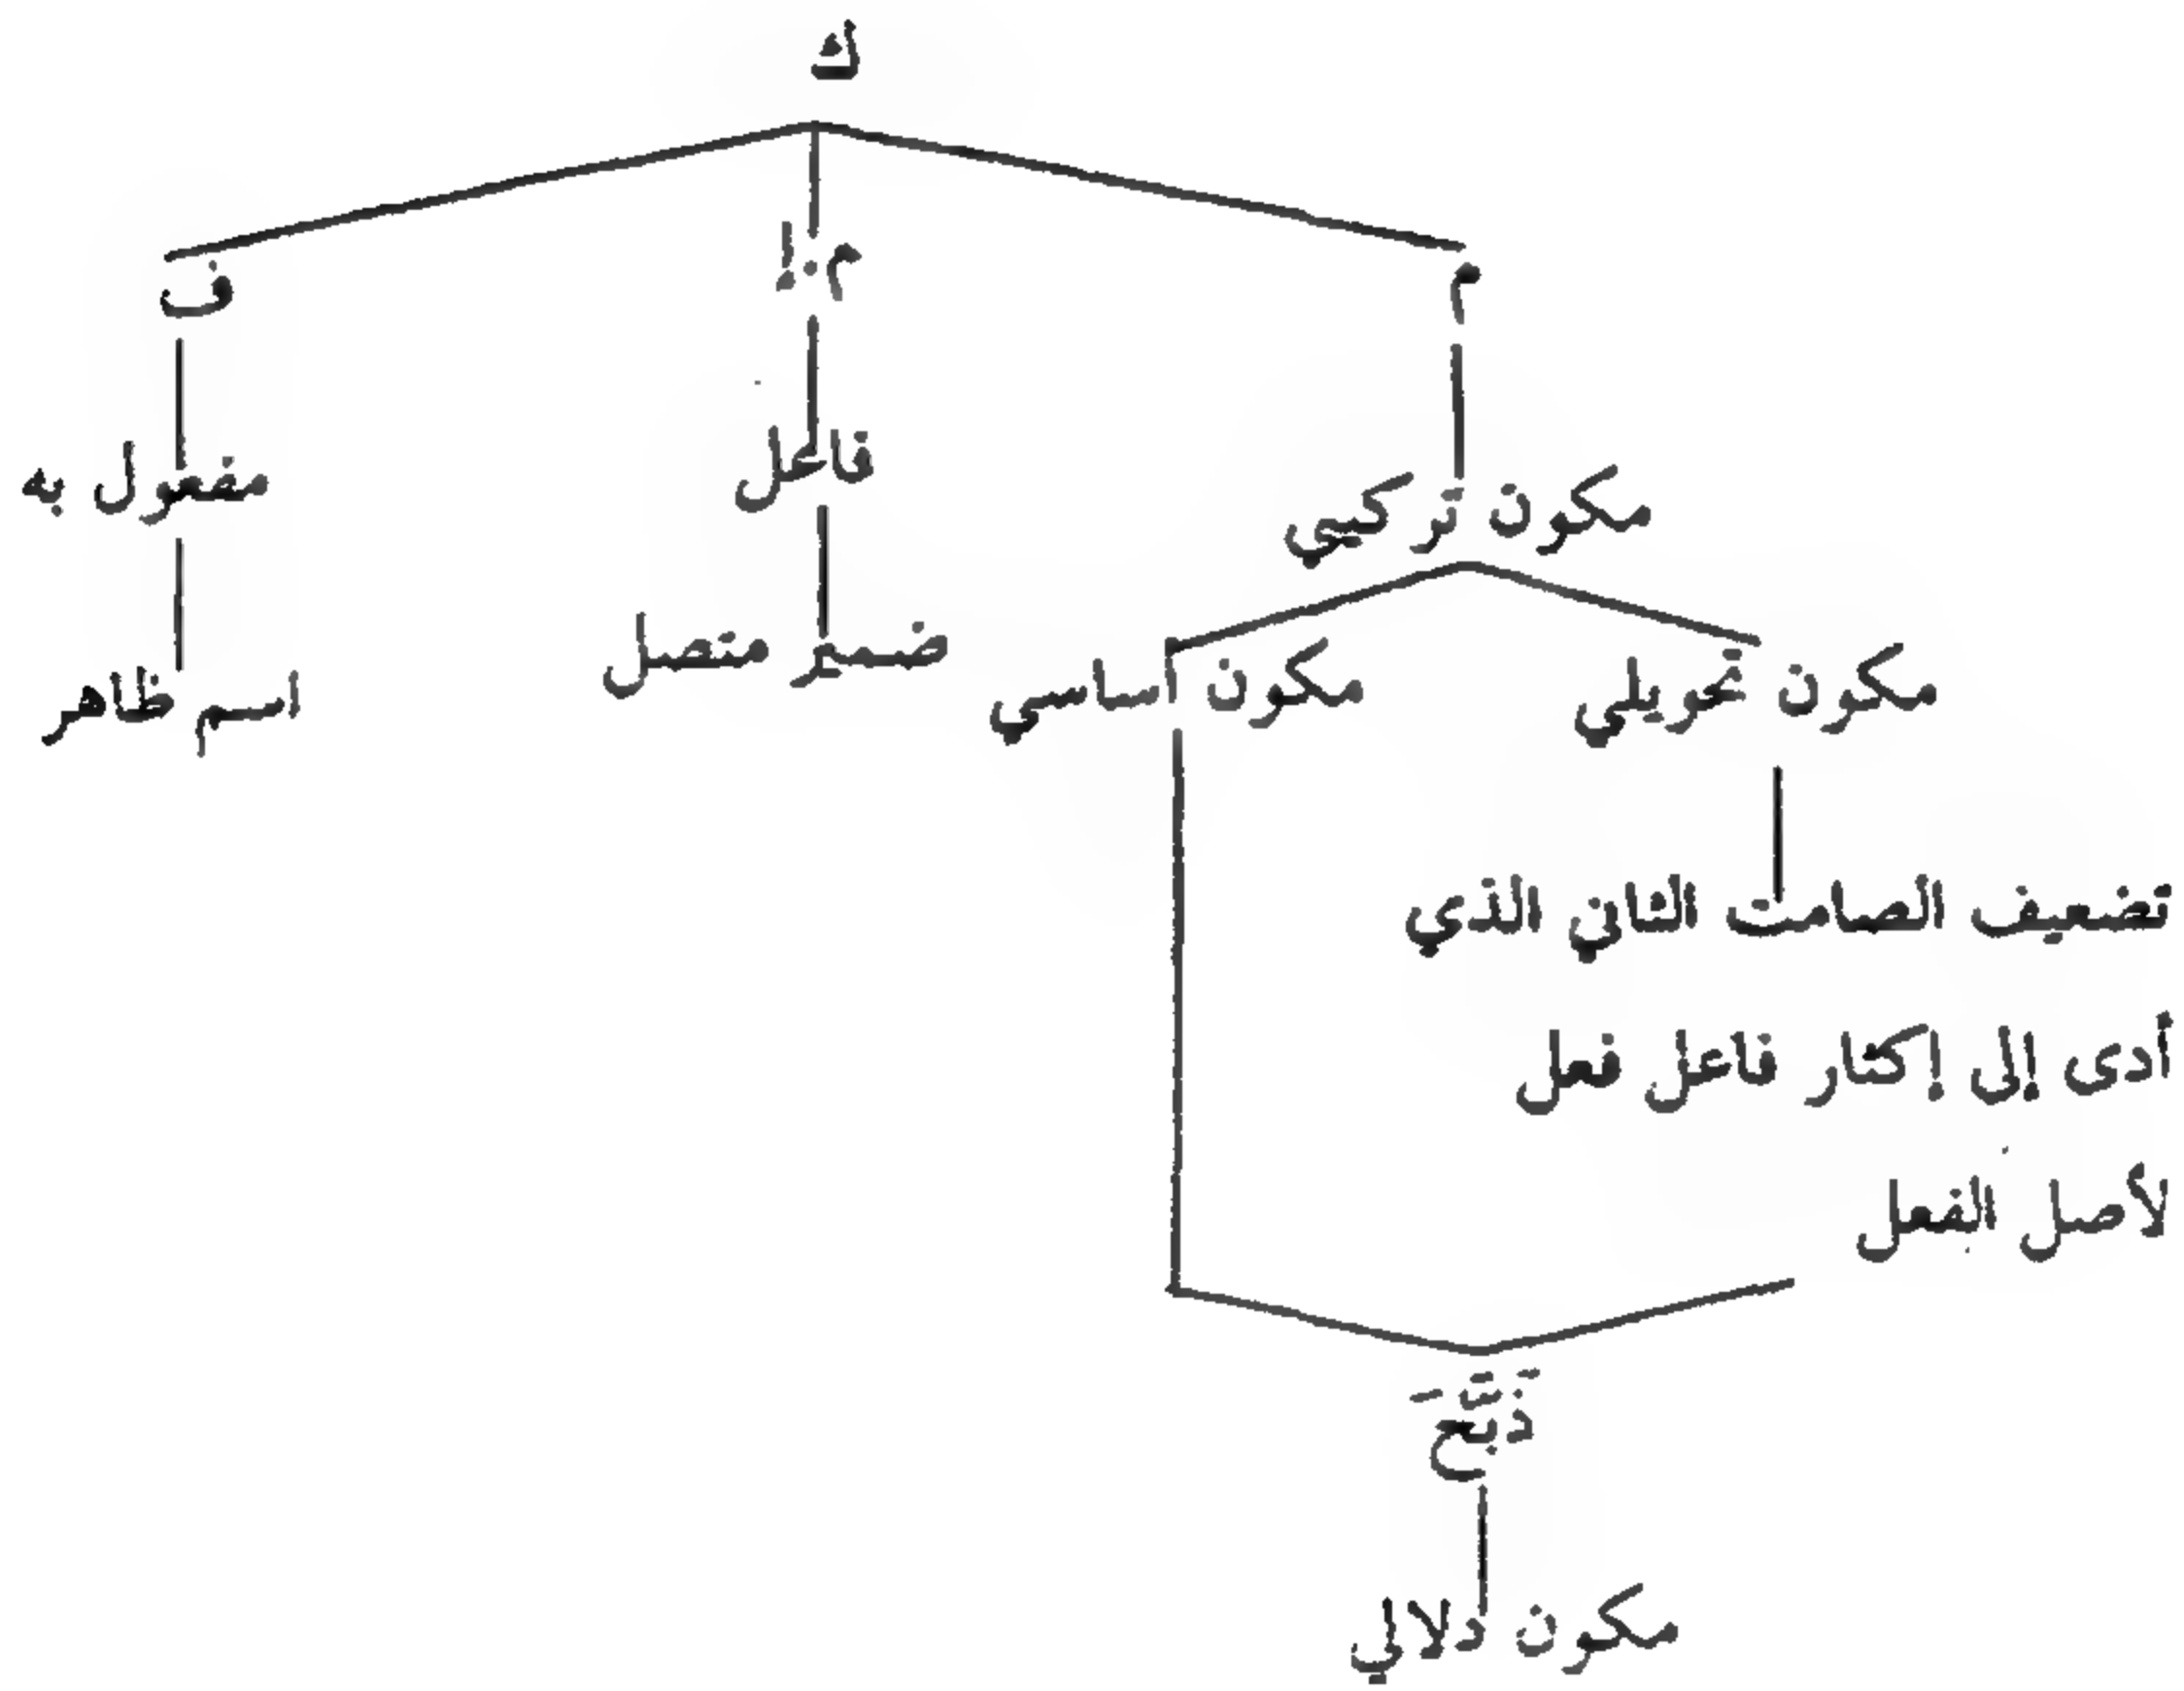 ك
م
م.إ
ف
فاعل
مفعول به
مكون تركيبي
ضمير متصل
اسم ظاهر
مكون تحويلي
مكون أساسي
تضعيف الصامت الثاني الذي
أدى إلى إكثار فاعل فعل
لأصل الفعل
ذَبَّحَ
مكون دلالي